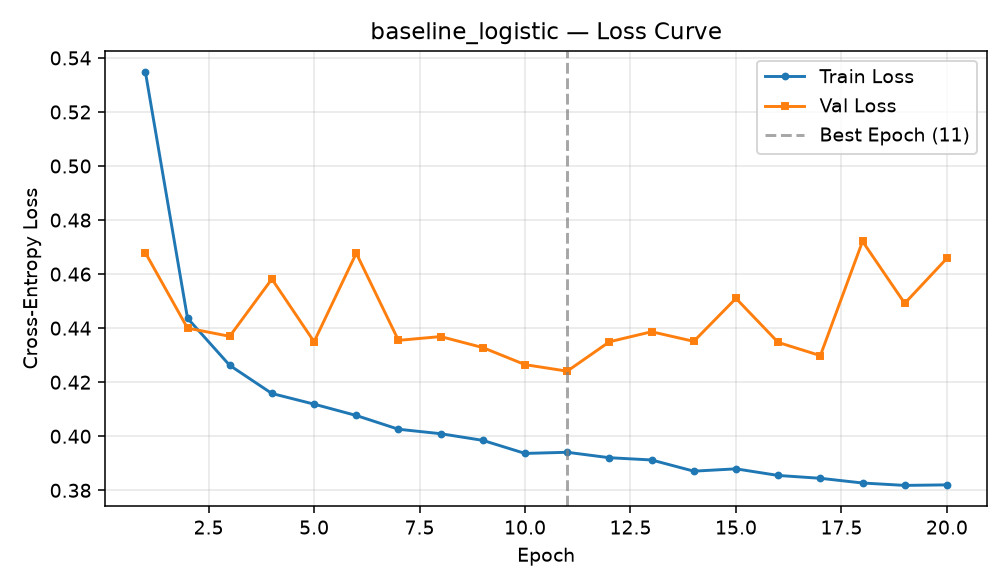 baseline_logistic — Loss Curve
Train Loss
Val Loss
Best Epoch (11)
Cross-Entropy Loss
0.54
0.52
0.50
0.48
0.46
0.44
0.42
0.40
0.38
2.5 5.0 7.5 10.0 12.5 15.0 17.5 20.0
Epoch